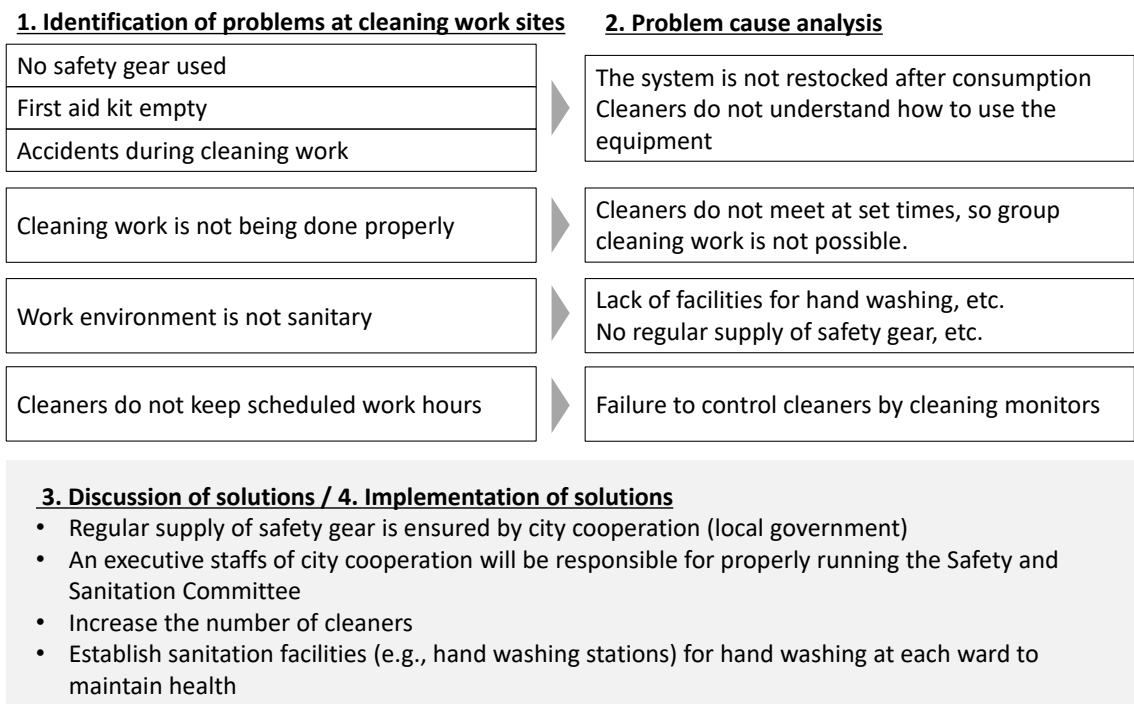 1. Identification of problems at cleaning work sites
2. Problem cause analysis
No safety gear used
First aid kit empty
Accidents during cleaning work
The system is not restocked after consumption
Cleaners do not understand how to use the
equipment
Cleaning work is not being done properly
Cleaners do not meet at set times, so group
cleaning work is not possible.
Work environment is not sanitary
Lack of facilities for hand washing, etc.
No regular supply of safety gear, etc.
Cleaners do not keep scheduled work hours
Failure to control cleaners by cleaning monitors
3. Discussion of solutions / 4. Implementation of solutions
• Regular supply of safety gear is ensured by city cooperation (local government)
• An executive staffs of city cooperation will be responsible for properly running the Safety and
Sanitation Committee
• Increase the number of cleaners
• Establish sanitation facilities (e.g., hand washing stations) for hand washing at each ward to
maintain health